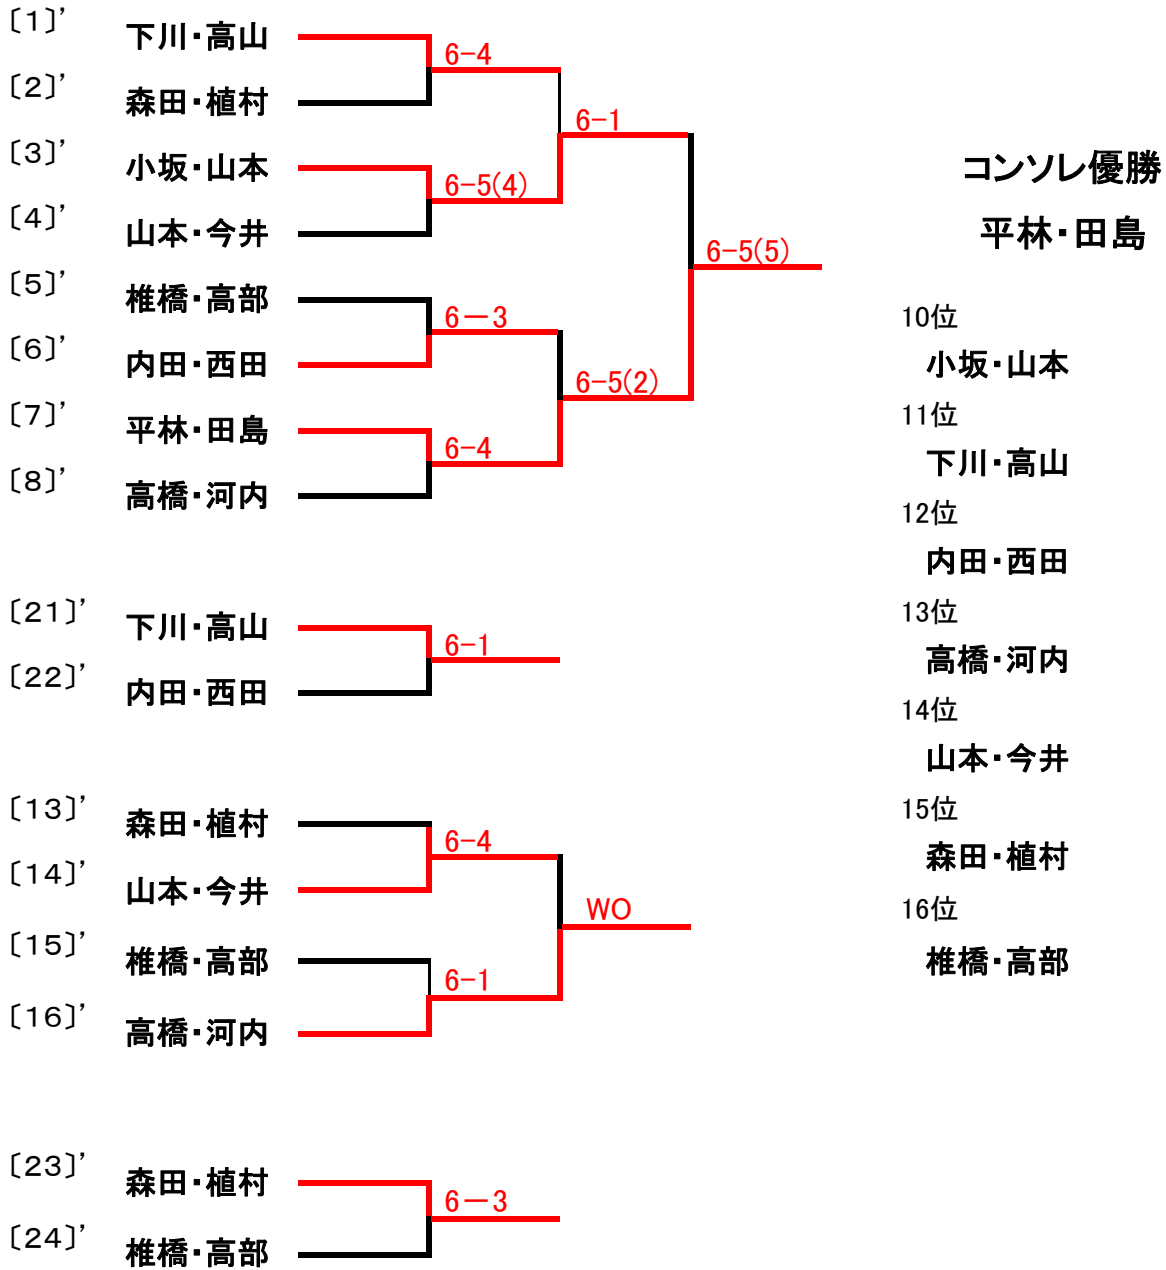 〔1〕’ 下川・高山
6-4
〔2〕’ 森田・植村
6-1
〔3〕’ 小坂・山本
6-5(4)
〔4〕’ 山本・今井
6-5(5)
〔5〕’ 椎橋・高部
6－3
〔6〕’ 内田・西田
6-5(2)
〔7〕’ 平林・田島
6-4
〔8〕’ 高橋・河内
〔21〕’ 下川・高山
6-1
〔22〕’ 内田・西田
〔13〕’ 森田・植村
6-4
〔14〕’ 山本・今井
WO
〔15〕’ 椎橋・高部
6-1
〔16〕’ 高橋・河内
〔23〕’ 森田・植村
6－3
〔24〕’ 椎橋・高部
コンソレ優勝
平林・田島
10位
小坂・山本
11位
下川・高山
12位
内田・西田
13位
高橋・河内
14位
山本・今井
15位
森田・植村
16位
椎橋・高部